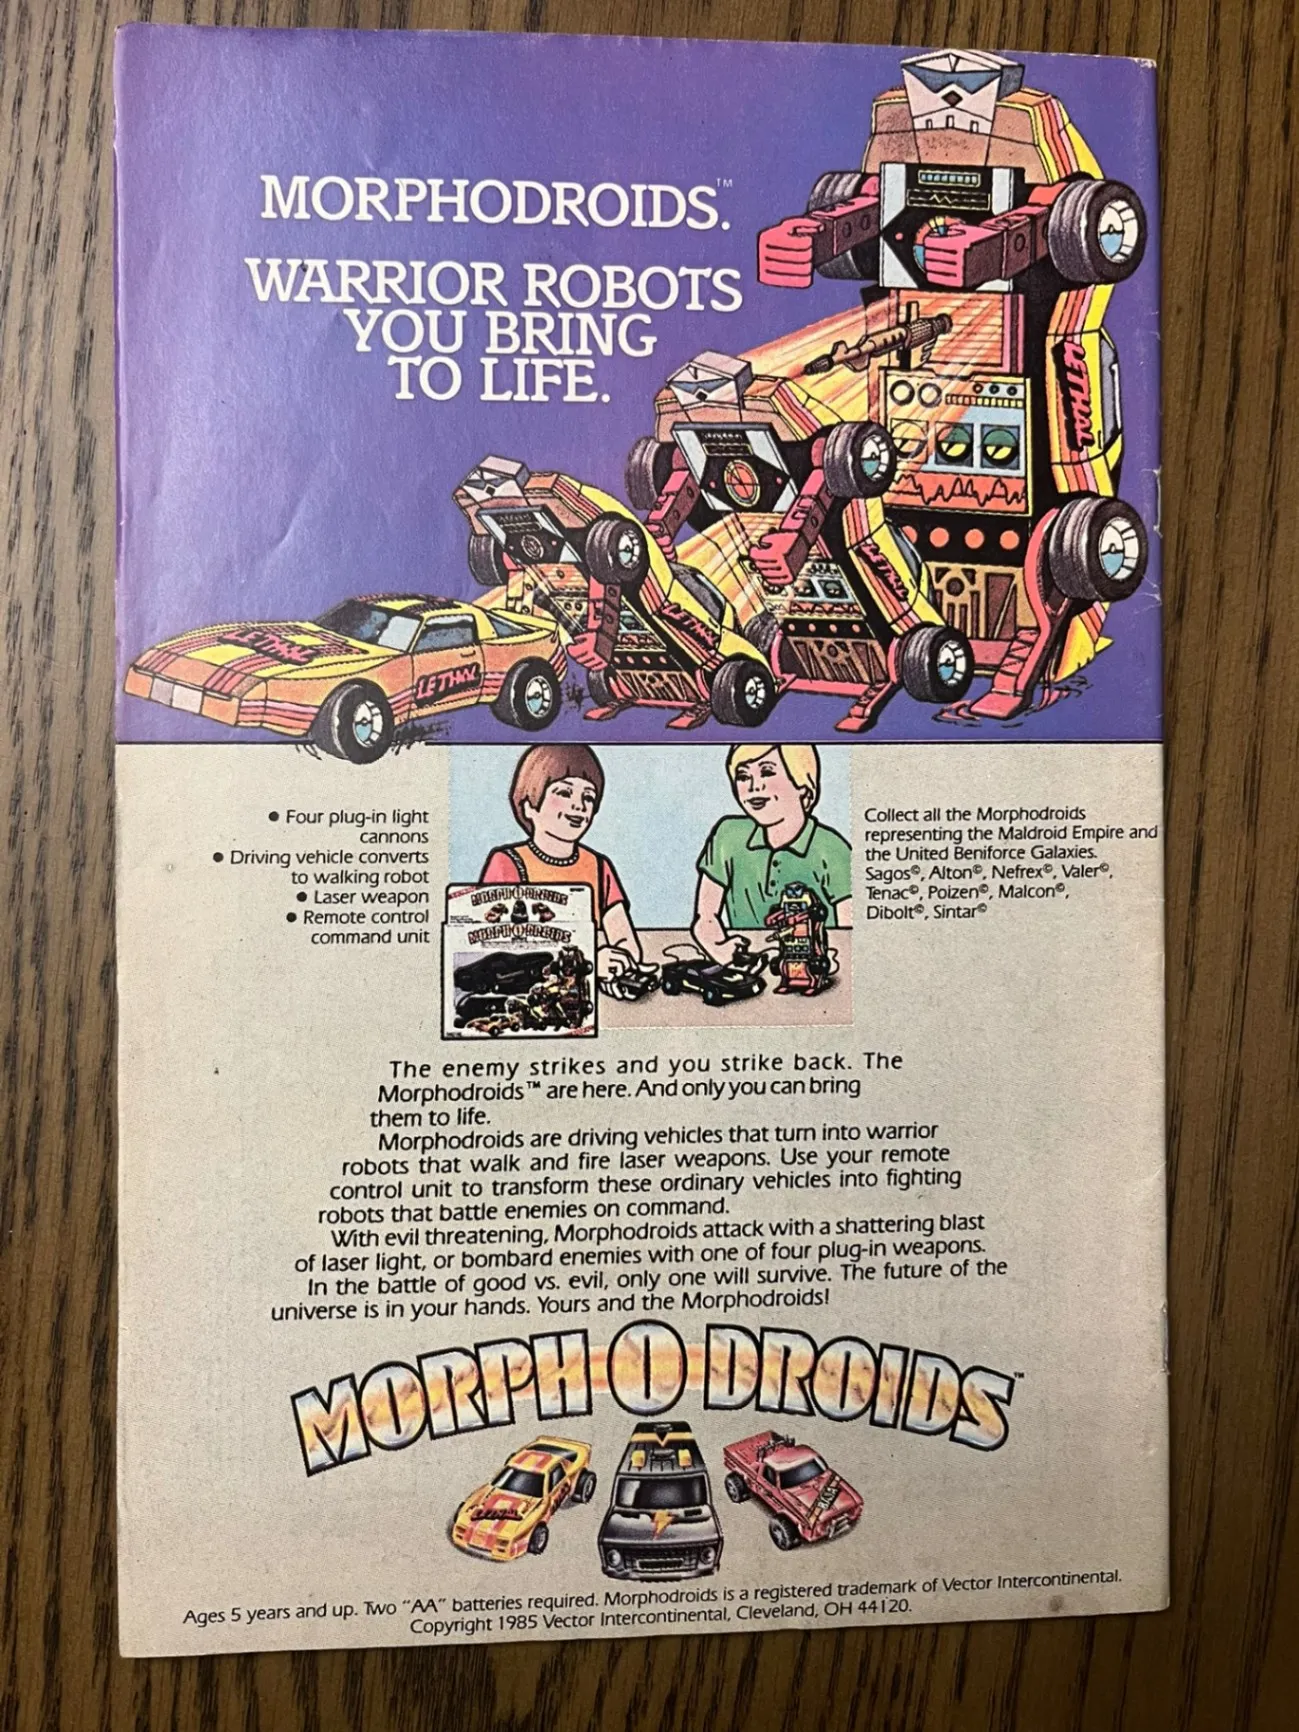 MORPHODROIDS.™
WARRIOR ROBOTS
YOU BRING
TO LIFE.
LETHAL
LETHAL
LETHAL
LETHAL
LETHAL
• Four plug-in light
cannons
• Driving vehicle converts
to walking robot
• Laser weapon
• Remote control
command unit
MORPH•O•DROIDS
MORPH•O•DROIDS
Collect all the Morphodroids
representing the Maldroid Empire and
the United Beniforce Galaxies.
Sagos©, Alton©, Nefrex©, Valer©,
Tenac©, Poizen©, Malcon©,
Dibolt©, Sintar©
The enemy strikes and you strike back. The
Morphodroids™ are here. And only you can bring
them to life.
Morphodroids are driving vehicles that turn into warrior
robots that walk and fire laser weapons. Use your remote
control unit to transform these ordinary vehicles into fighting
robots that battle enemies on command.
With evil threatening, Morphodroids attack with a shattering blast
of laser light, or bombard enemies with one of four plug-in weapons.
In the battle of good vs. evil, only one will survive. The future of the
universe is in your hands. Yours and the Morphodroids!
MORPH O DROIDS™
LETHAL
Ages 5 years and up. Two "AA" batteries required. Morphodroids is a registered trademark of Vector Intercontinental.
Copyright 1985 Vector Intercontinental, Cleveland, OH 44120.